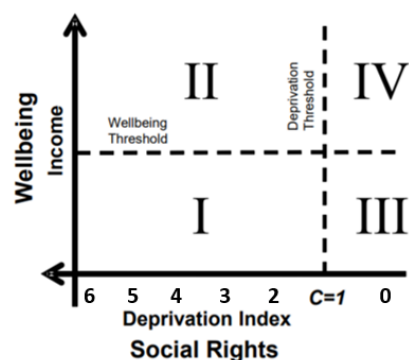 II
IV
Wellbeing
Income
Wellbeing
Threshold
Deprivation
Threshold
I
III
6 5 4 3 2 C=1 0
Deprivation Index
Social Rights